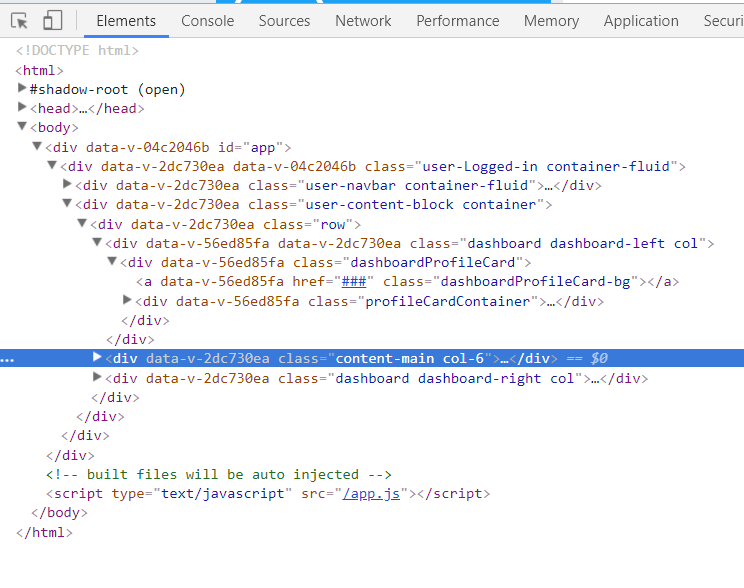 Elements Console Sources Network Performance Memory Application Securi
<!DOCTYPE html>
<html>
▶#shadow-root (open)
▶<head>…</head>
▼<body>
▼<div data-v-04c2046b id="app">
▼<div data-v-2dc730ea data-v-04c2046b class="user-Logged-in container-fluid">
▶<div data-v-2dc730ea class="user-navbar container-fluid">…</div>
▼<div data-v-2dc730ea class="user-content-block container">
▼<div data-v-2dc730ea class="row">
▼<div data-v-56ed85fa data-v-2dc730ea class="dashboard dashboard-left col">
▼<div data-v-56ed85fa class="dashboardProfileCard">
<a data-v-56ed85fa href="###" class="dashboardProfileCard-bg"></a>
▶<div data-v-56ed85fa class="profileCardContainer">…</div>
</div>
</div>
… ▶<div data-v-2dc730ea class="content-main col-6">…</div> == $0
▶<div data-v-2dc730ea class="dashboard dashboard-right col">…</div>
</div>
</div>
</div>
</div>
<!-- built files will be auto injected -->
<script type="text/javascript" src="/app.js"></script>
</body>
</html>